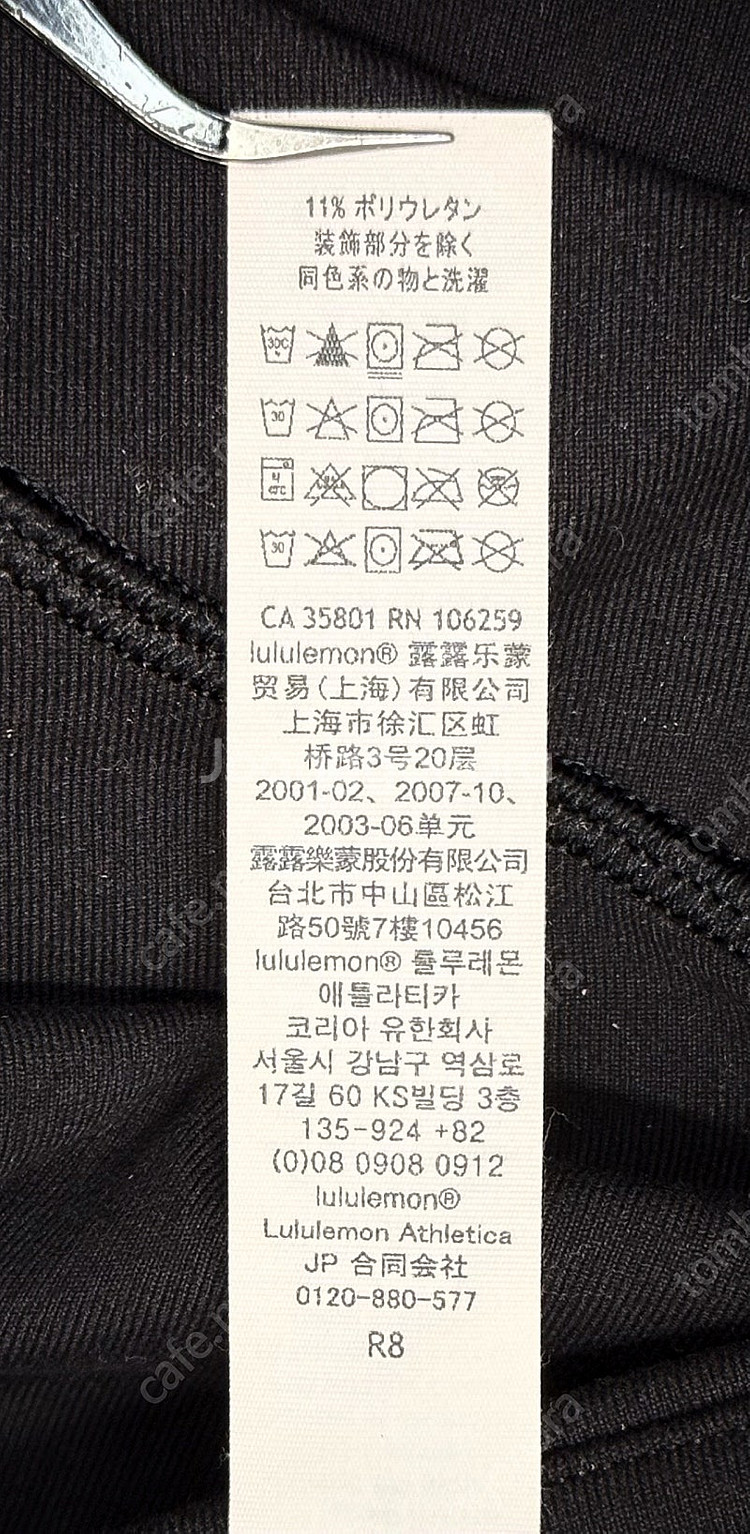 11% ポリウレタン
装飾部分を除く
同色系の物と洗濯
30C
30
30
CA 35801 RN 106259
lululemon® 露露乐蒙
贸易(上海)有限公司
上海市徐汇区虹
桥路3号20层
2001-02、2007-10、
2003-06单元
露露樂蒙股份有限公司
台北市中山區松江
路50號7樓10456
lululemon® 룰루레몬
애틀라티카
코리아 유한회사
서울시 강남구 역삼로
17길 60 KS빌딩 3층
135-924 +82
(0)08 0908 0912
lululemon®
Lululemon Athletica
JP 合同会社
0120-880-577
R8